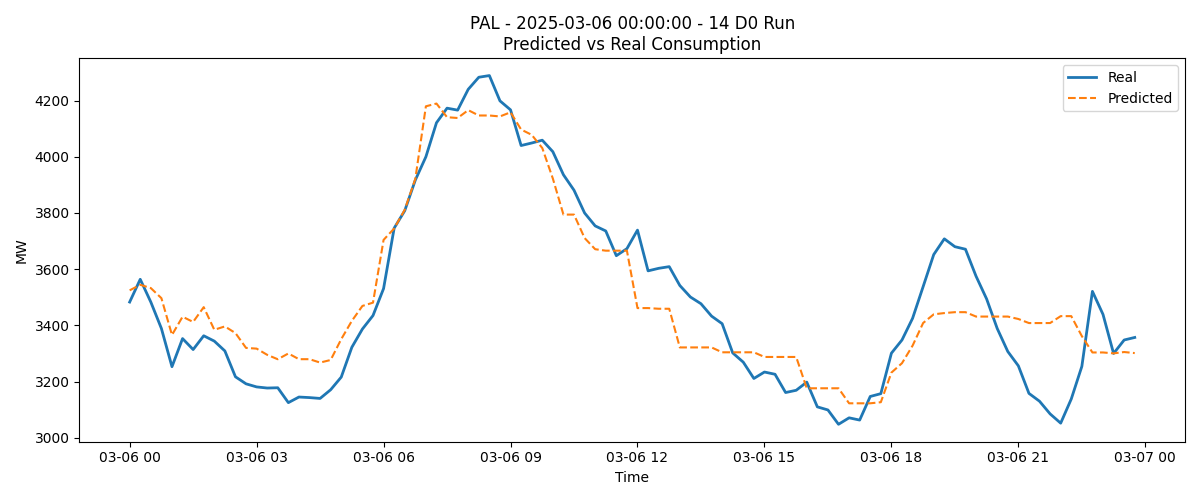 PAL - 2025-03-06 00:00:00 - 14 D0 Run
Predicted vs Real Consumption
Real
Predicted
MW
4200
4000
3800
3600
3400
3200
3000
03-06 00
03-06 03
03-06 06
03-06 09
03-06 12
03-06 15
03-06 18
03-06 21
03-07 00
Time